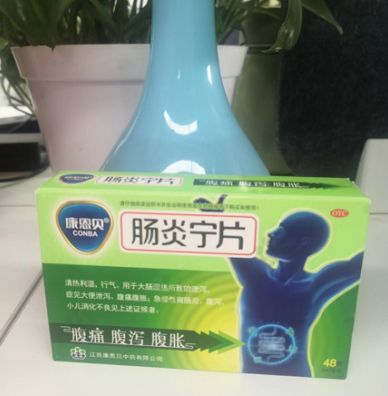 肠炎宁片
腹痛 腹泻 腹胀
OTC
康恩贝
CONBA
肠炎宁片
清热利湿，行气。用于大肠湿热所致的泄泻，
症见大便泄泻、腹痛腹胀；急慢性胃肠炎、腹泻、
小儿消化不良见上述证候者。
腹痛 腹泻 腹胀
江西康恩贝中药有限公司
48